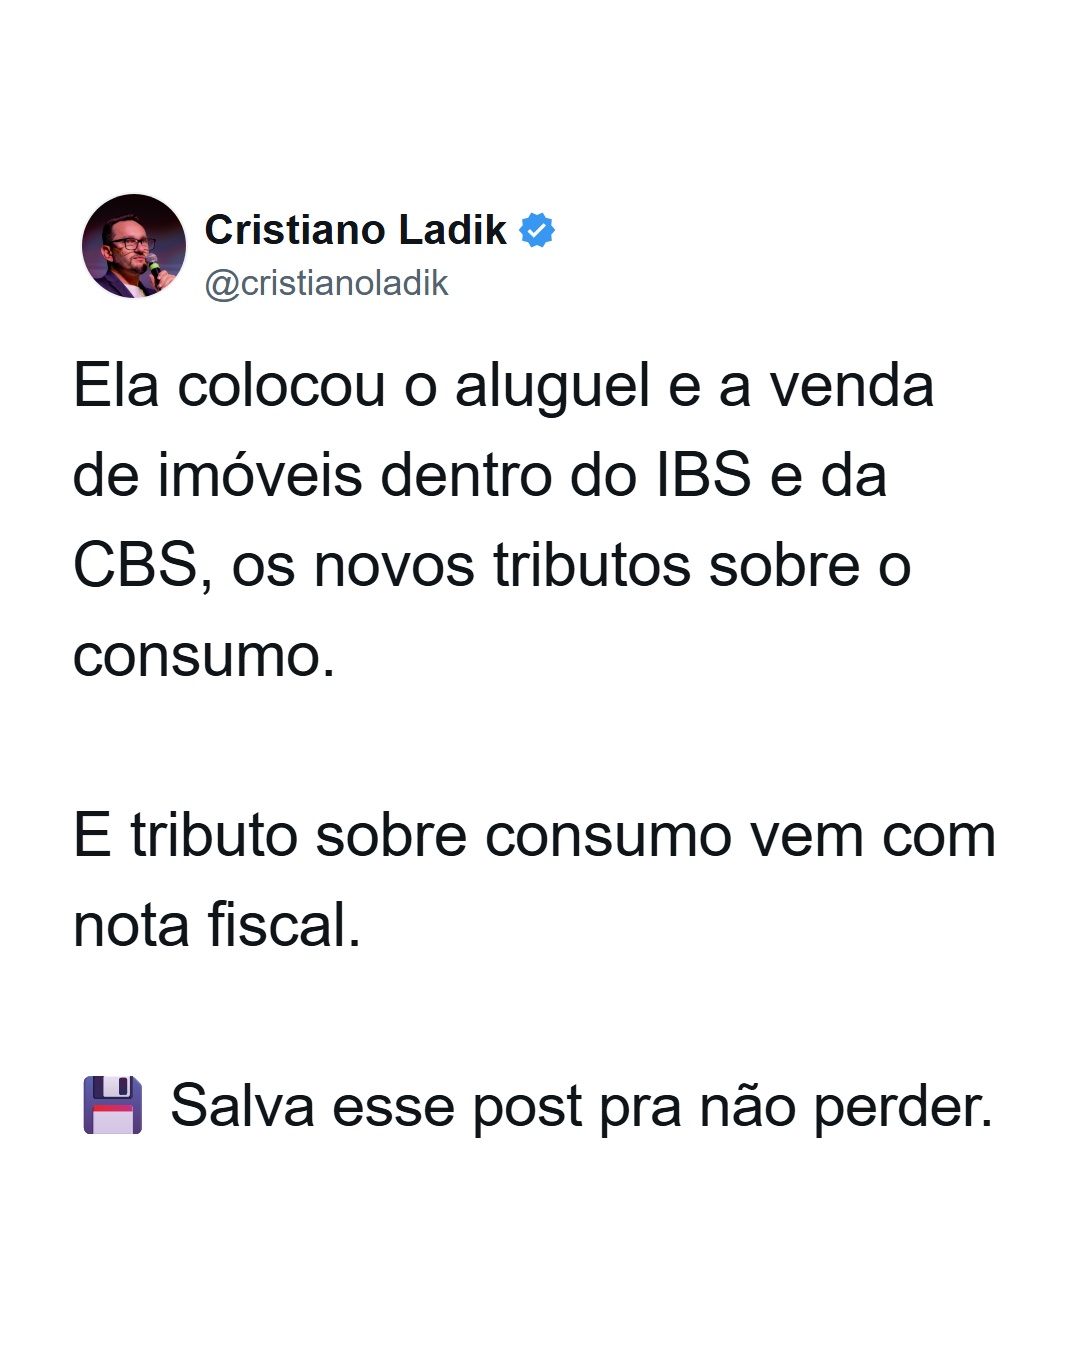 Cristiano Ladik
@cristianoladik
Ela colocou o aluguel e a venda
de imóveis dentro do IBS e da
CBS, os novos tributos sobre o
consumo.
E tributo sobre consumo vem com
nota fiscal.
💾 Salva esse post pra não perder.